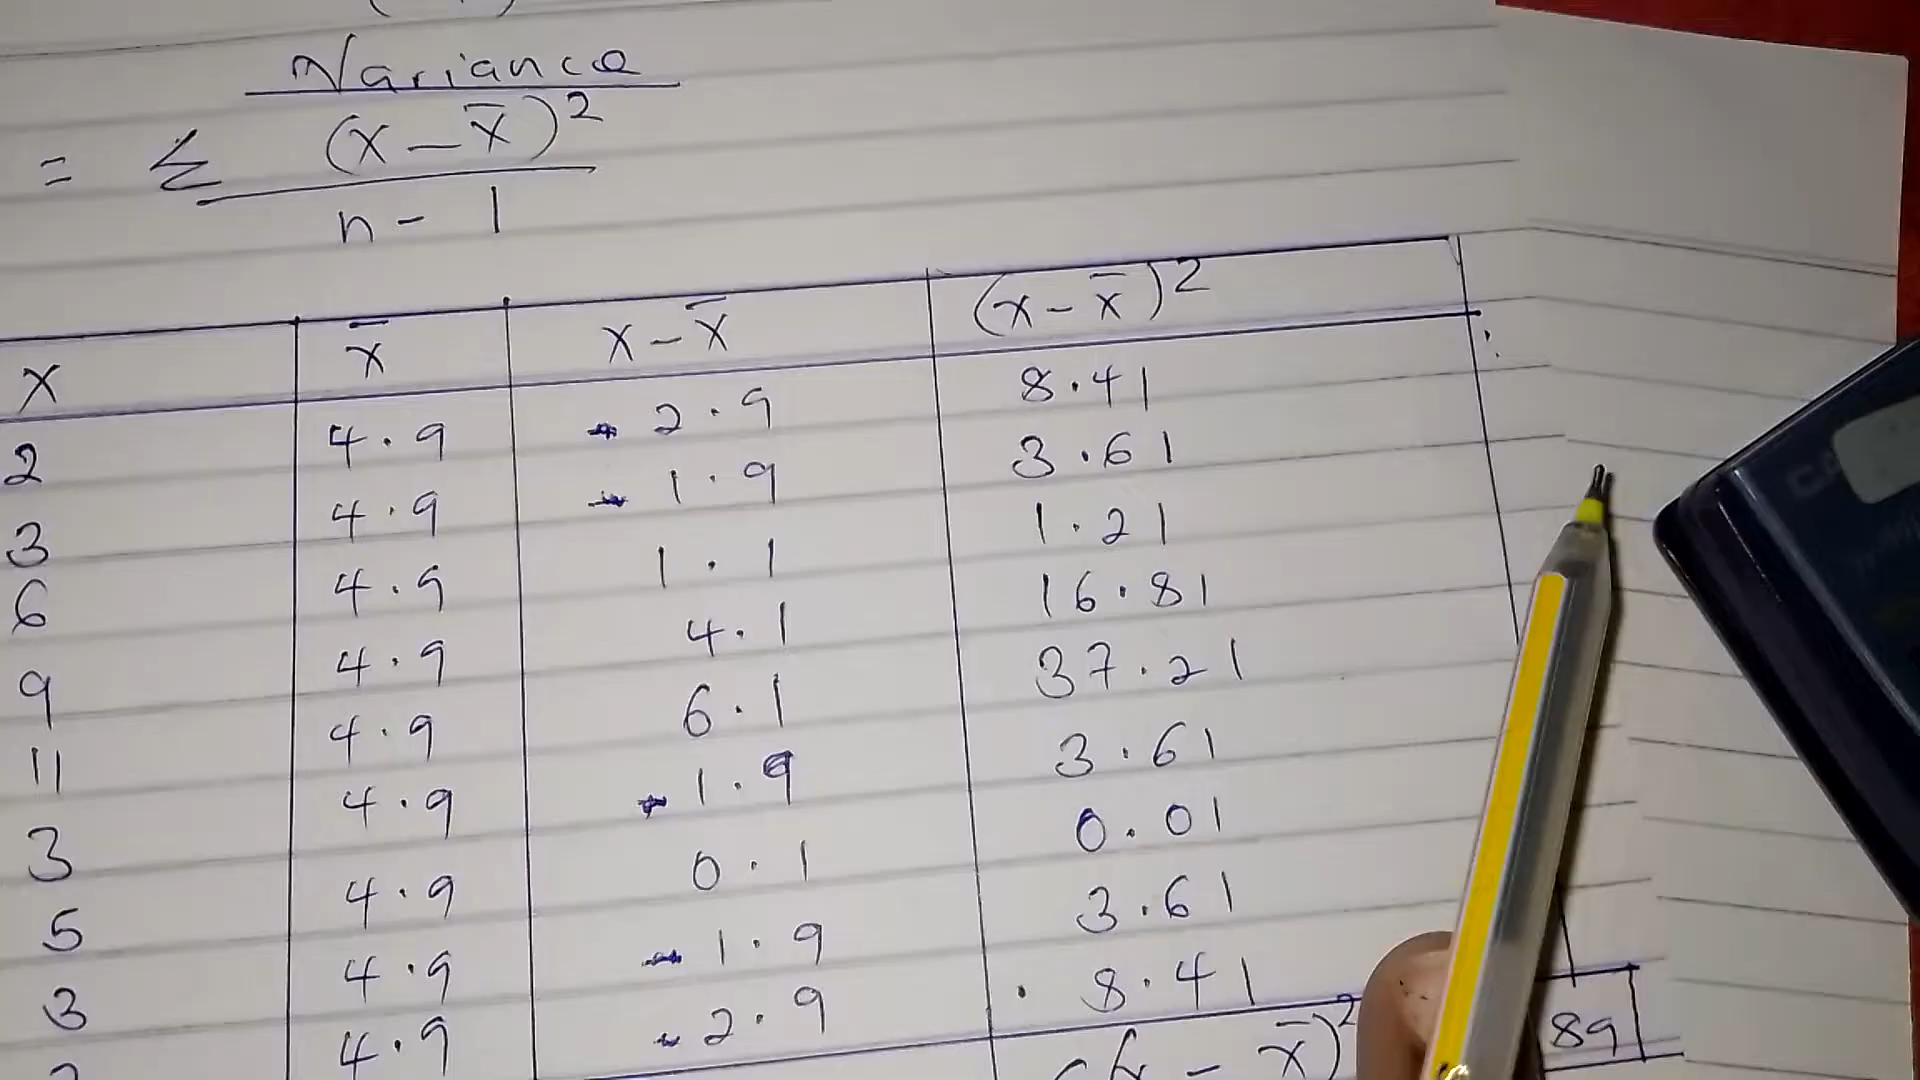 Variance
= Σ (x - x̄)²
n - 1
x x̄ x - x̄ (x - x̄)²
2 4.9 - 2.9 8.41
3 4.9 - 1.9 3.61
6 4.9 1.1 1.21
9 4.9 4.1 16.81
11 4.9 6.1 37.21
3 4.9 - 1.9 3.61
5 4.9 0.1 0.01
3 4.9 - 1.9 3.61
4.9 - 2.9 8.41
(x - x̄)² 89